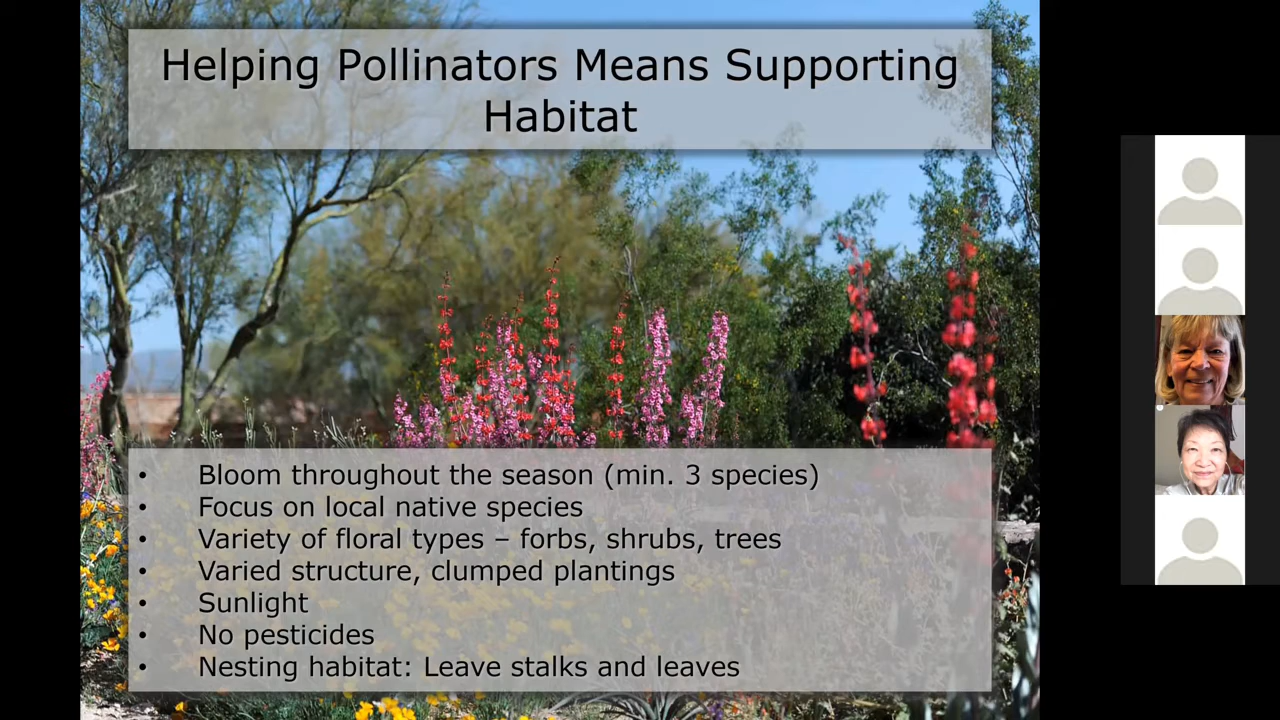 Helping Pollinators Means Supporting
Habitat
• Bloom throughout the season (min. 3 species)
• Focus on local native species
• Variety of floral types – forbs, shrubs, trees
• Varied structure, clumped plantings
• Sunlight
• No pesticides
• Nesting habitat: Leave stalks and leaves